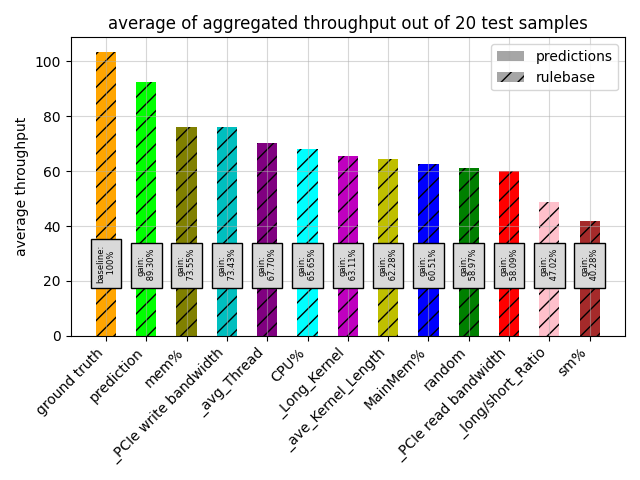 average of aggregated throughput out of 20 test samples
predictions
rulebase
average throughput
100
80
60
40
20
0
baseline:
100%
gain:
89.30%
gain:
73.55%
gain:
73.43%
gain:
67.70%
gain:
65.65%
gain:
63.11%
gain:
62.28%
gain:
60.51%
gain:
58.97%
gain:
58.09%
gain:
47.02%
gain:
40.28%
ground truth
prediction
mem%
_PCIe write bandwidth
_avg_Thread
CPU%
_Long_Kernel
_ave_Kernel_Length
MainMem%
random
_PCIe read bandwidth
_long/short_Ratio
sm%